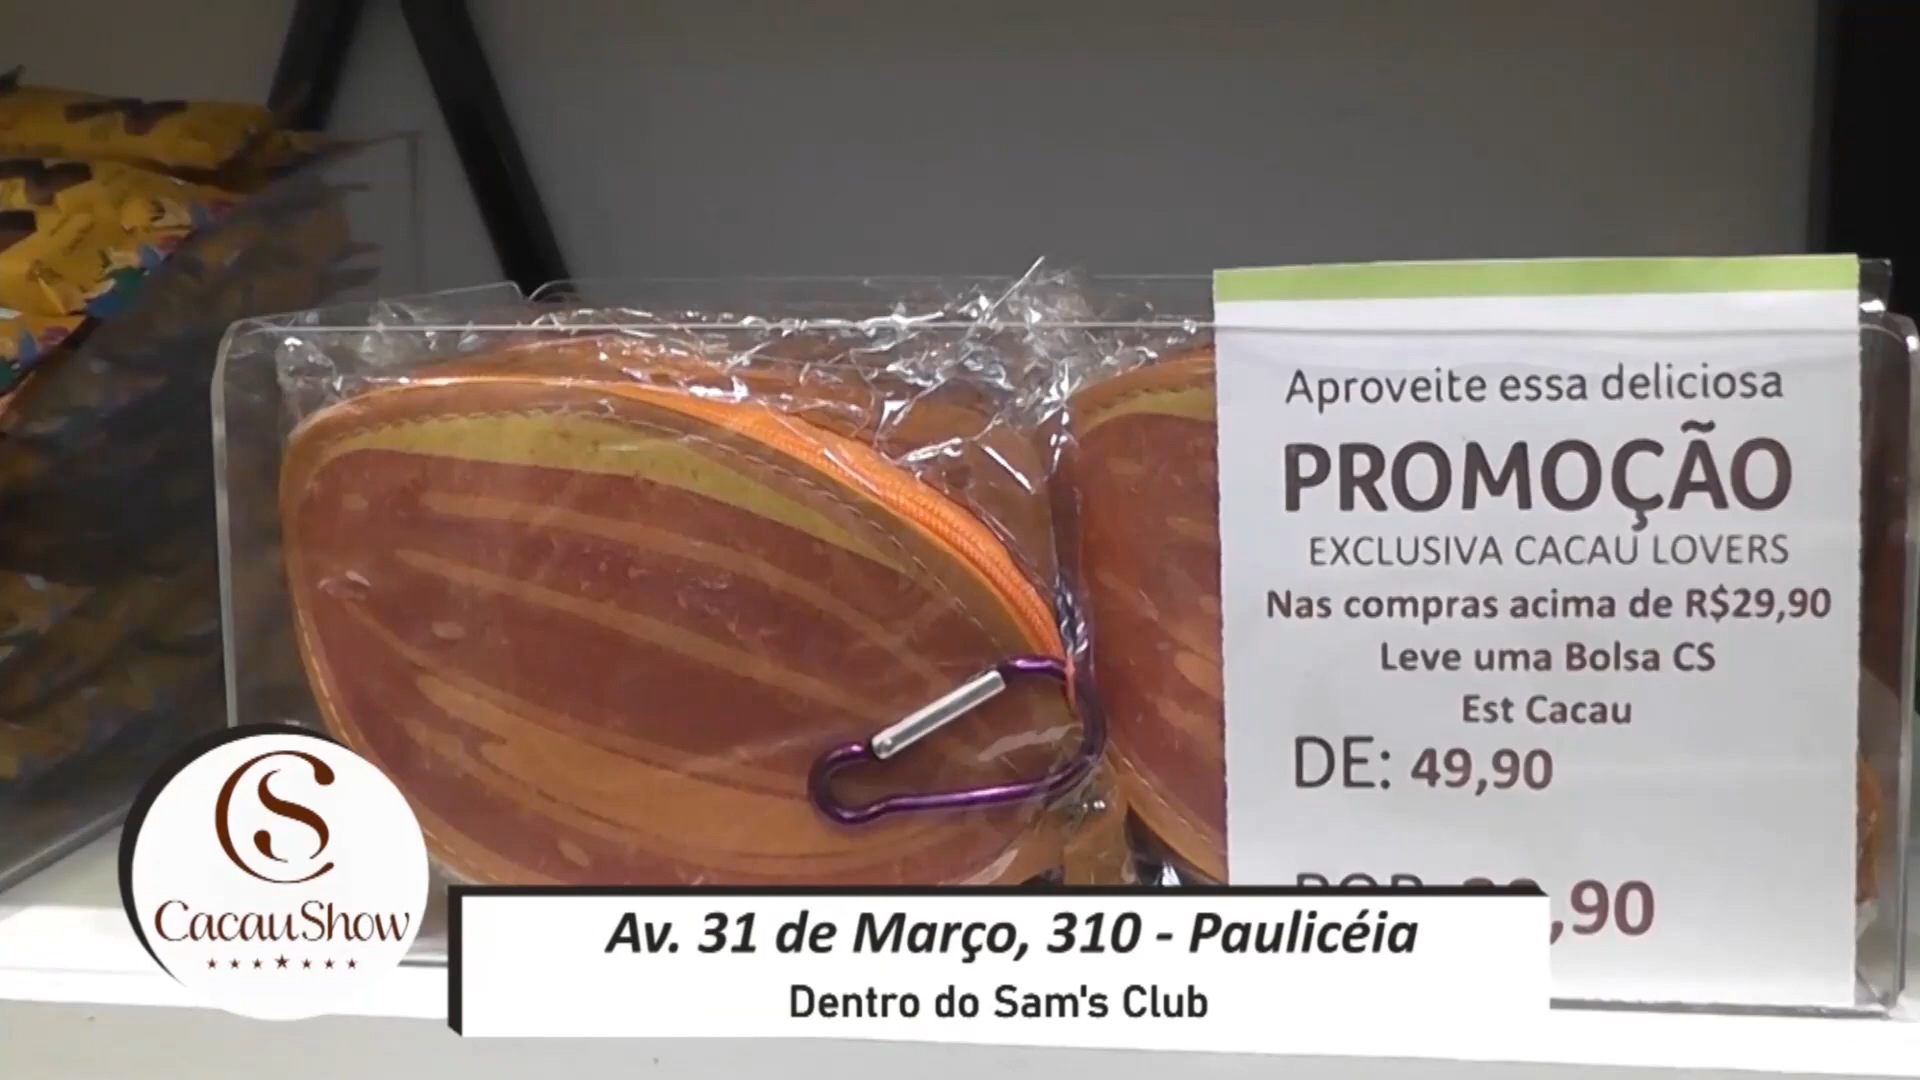 Aproveite essa deliciosa
PROMOÇÃO
EXCLUSIVA CACAU LOVERS
Nas compras acima de R$29,90
Leve uma Bolsa CS
Est Cacau
DE: 49,90
,90
CS
CacauShow
Av. 31 de Março, 310 - Paulicéia
Dentro do Sam's Club